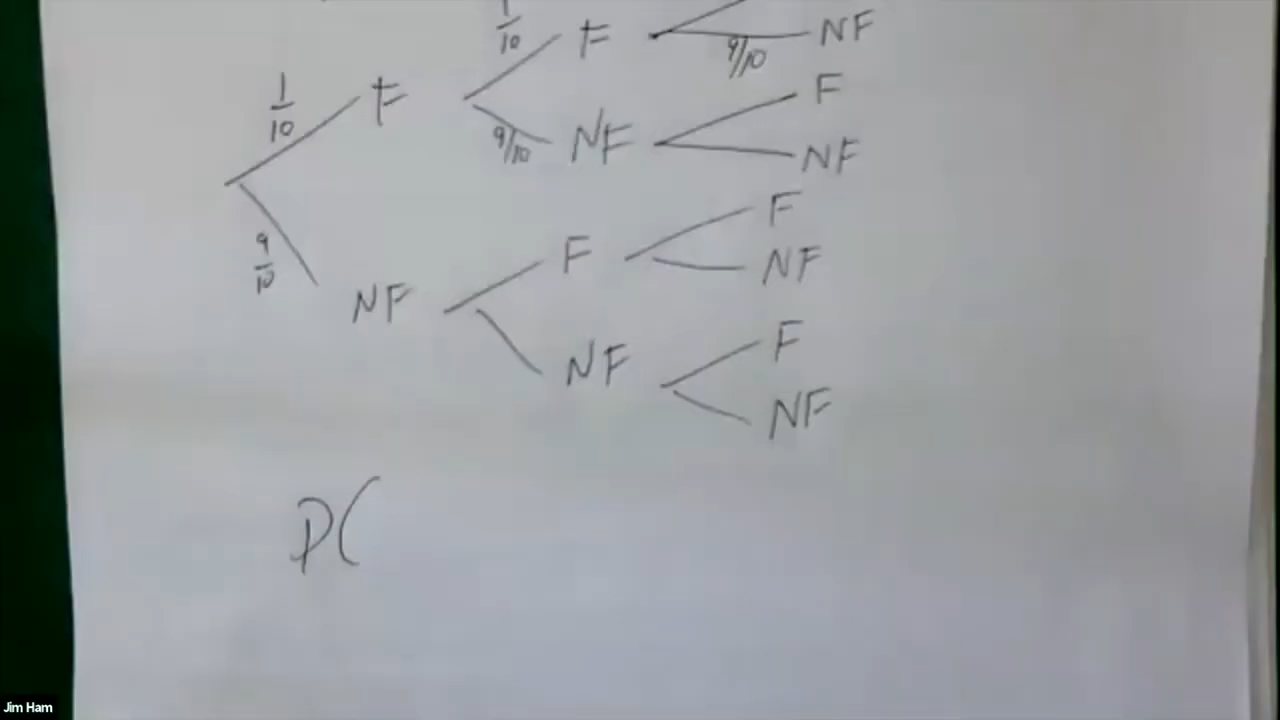 1/10 F NF
9/10
1/10 F F
9/10 NF NF
F
9/10 F NF
NF
NF F
NF
P(
Jim Ham